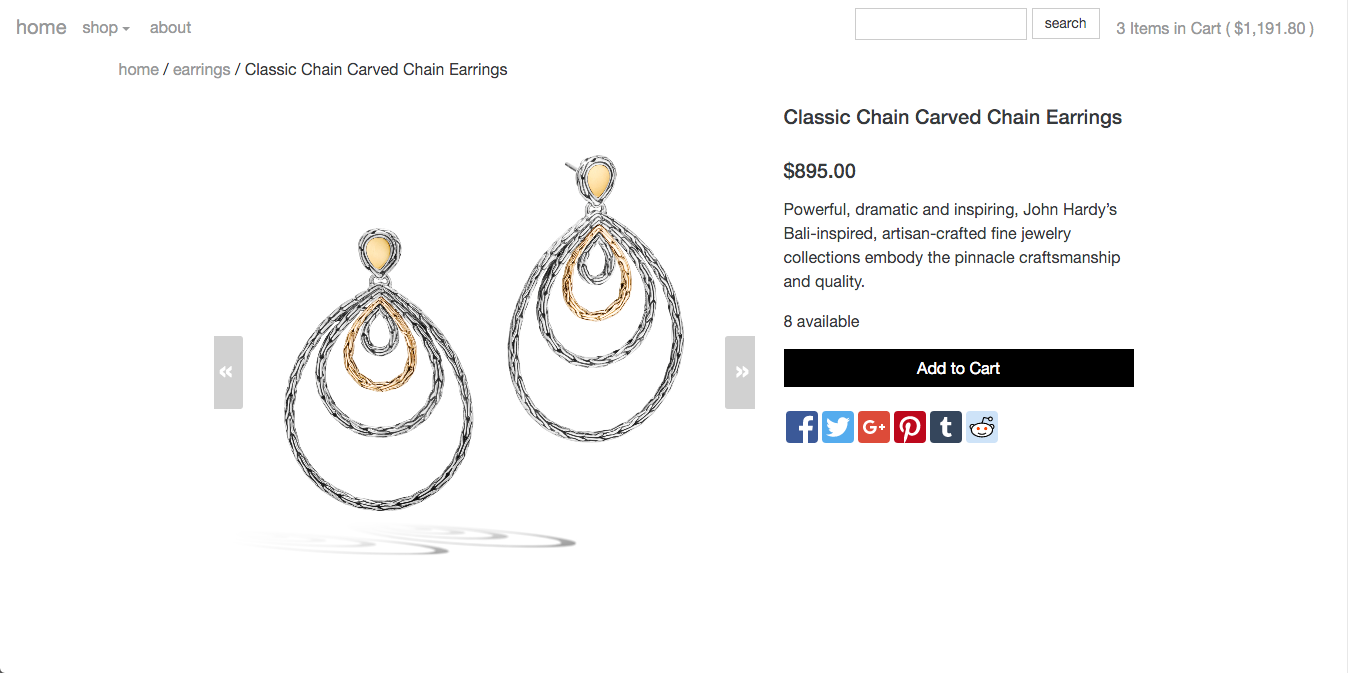 home shop about search 3 Items in Cart ( $1,191.80 )
home / earrings / Classic Chain Carved Chain Earrings
Classic Chain Carved Chain Earrings
$895.00
Powerful, dramatic and inspiring, John Hardy’s
Bali-inspired, artisan-crafted fine jewelry
collections embody the pinnacle craftsmanship
and quality.
8 available
« »
Add to Cart
f G+ t